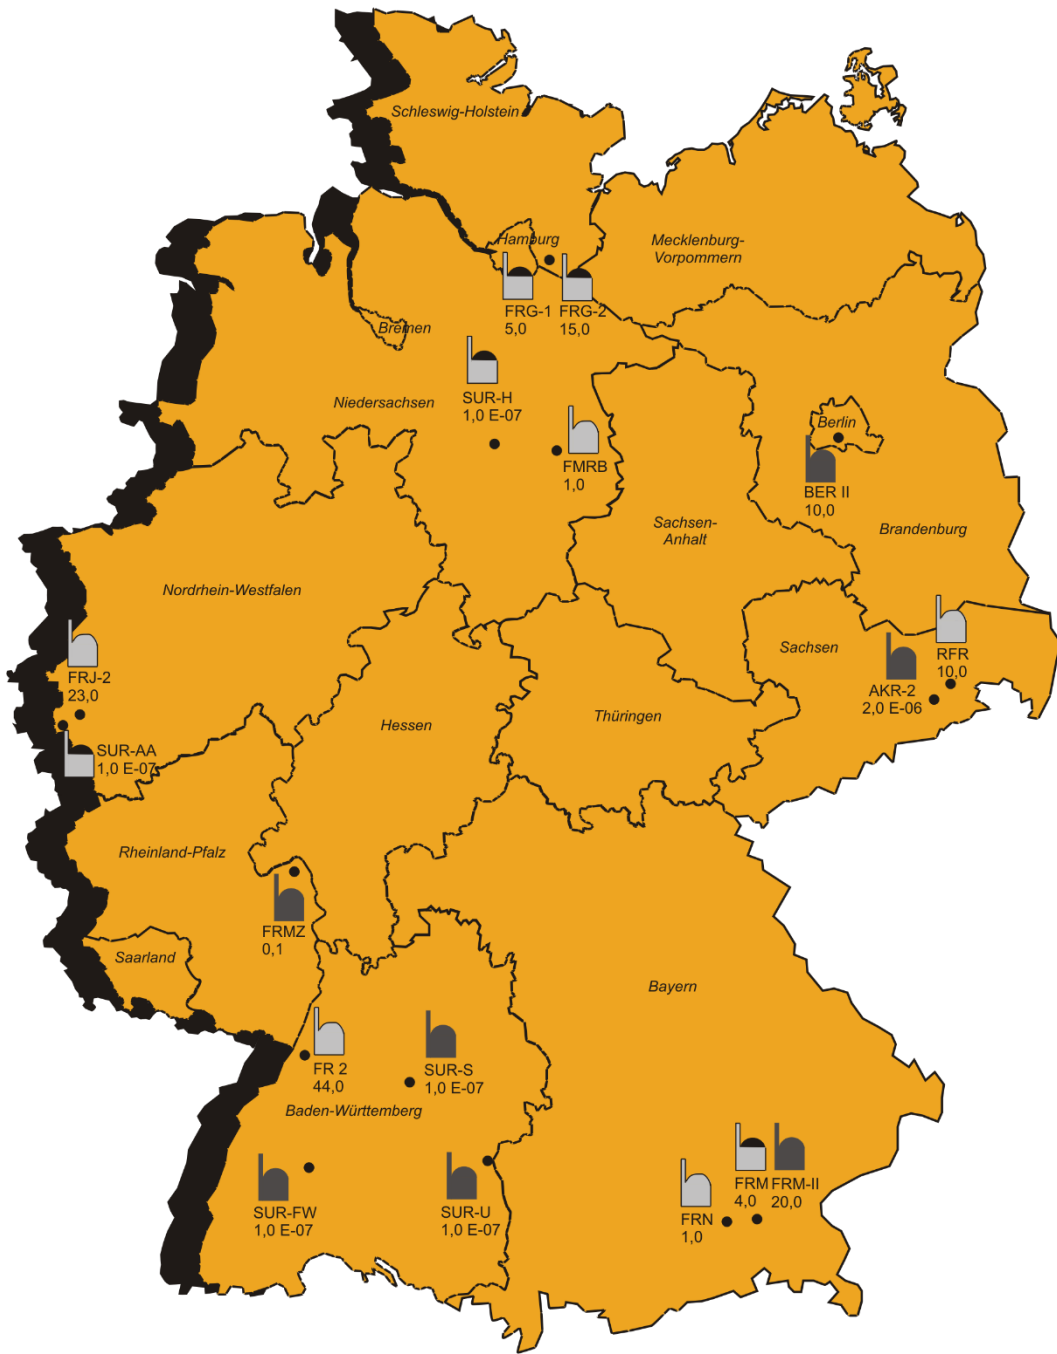 Schleswig-Holstein
Hamburg
Mecklenburg-
Vorpommern
FRG-1
5,0
FRG-2
15,0
Bremen
SUR-H
1,0 E-07
Niedersachsen
FMRB
1,0
Berlin
BER II
10,0
Sachsen-
Anhalt
Brandenburg
Nordrhein-Westfalen
FRJ-2
23,0
SUR-AA
1,0 E-07
Hessen
Thüringen
Sachsen
RFR
10,0
AKR-2
2,0 E-06
Rheinland-Pfalz
FRMZ
0,1
Saarland
Bayern
FR 2
44,0
SUR-S
1,0 E-07
Baden-Württemberg
SUR-FW
1,0 E-07
SUR-U
1,0 E-07
FRM
4,0
FRM-II
20,0
FRN
1,0